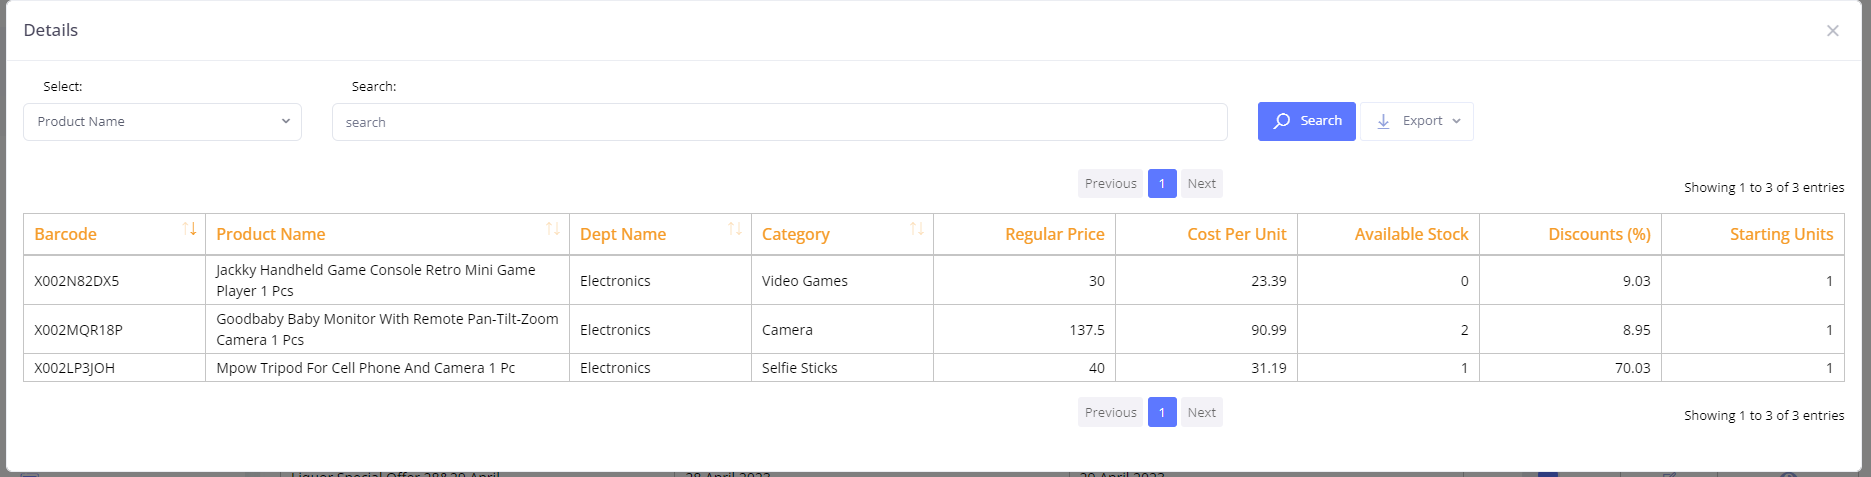 Details
Select:
Search:
Product Name
search
Search
Export
Previous 1 Next
Showing 1 to 3 of 3 entries
Barcode Product Name Dept Name Category Regular Price Cost Per Unit Available Stock Discounts (%) Starting Units
X002N82DX5 Jackky Handheld Game Console Retro Mini Game Electronics Video Games 30 23.39 0 9.03 1
Player 1 Pcs
X002MQR18P Goodbaby Baby Monitor With Remote Pan-Tilt-Zoom Electronics Camera 137.5 90.99 2 8.95 1
Camera 1 Pcs
X002LP3JOH Mpow Tripod For Cell Phone And Camera 1 Pc Electronics Selfie Sticks 40 31.19 1 70.03 1
Previous 1 Next
Showing 1 to 3 of 3 entries